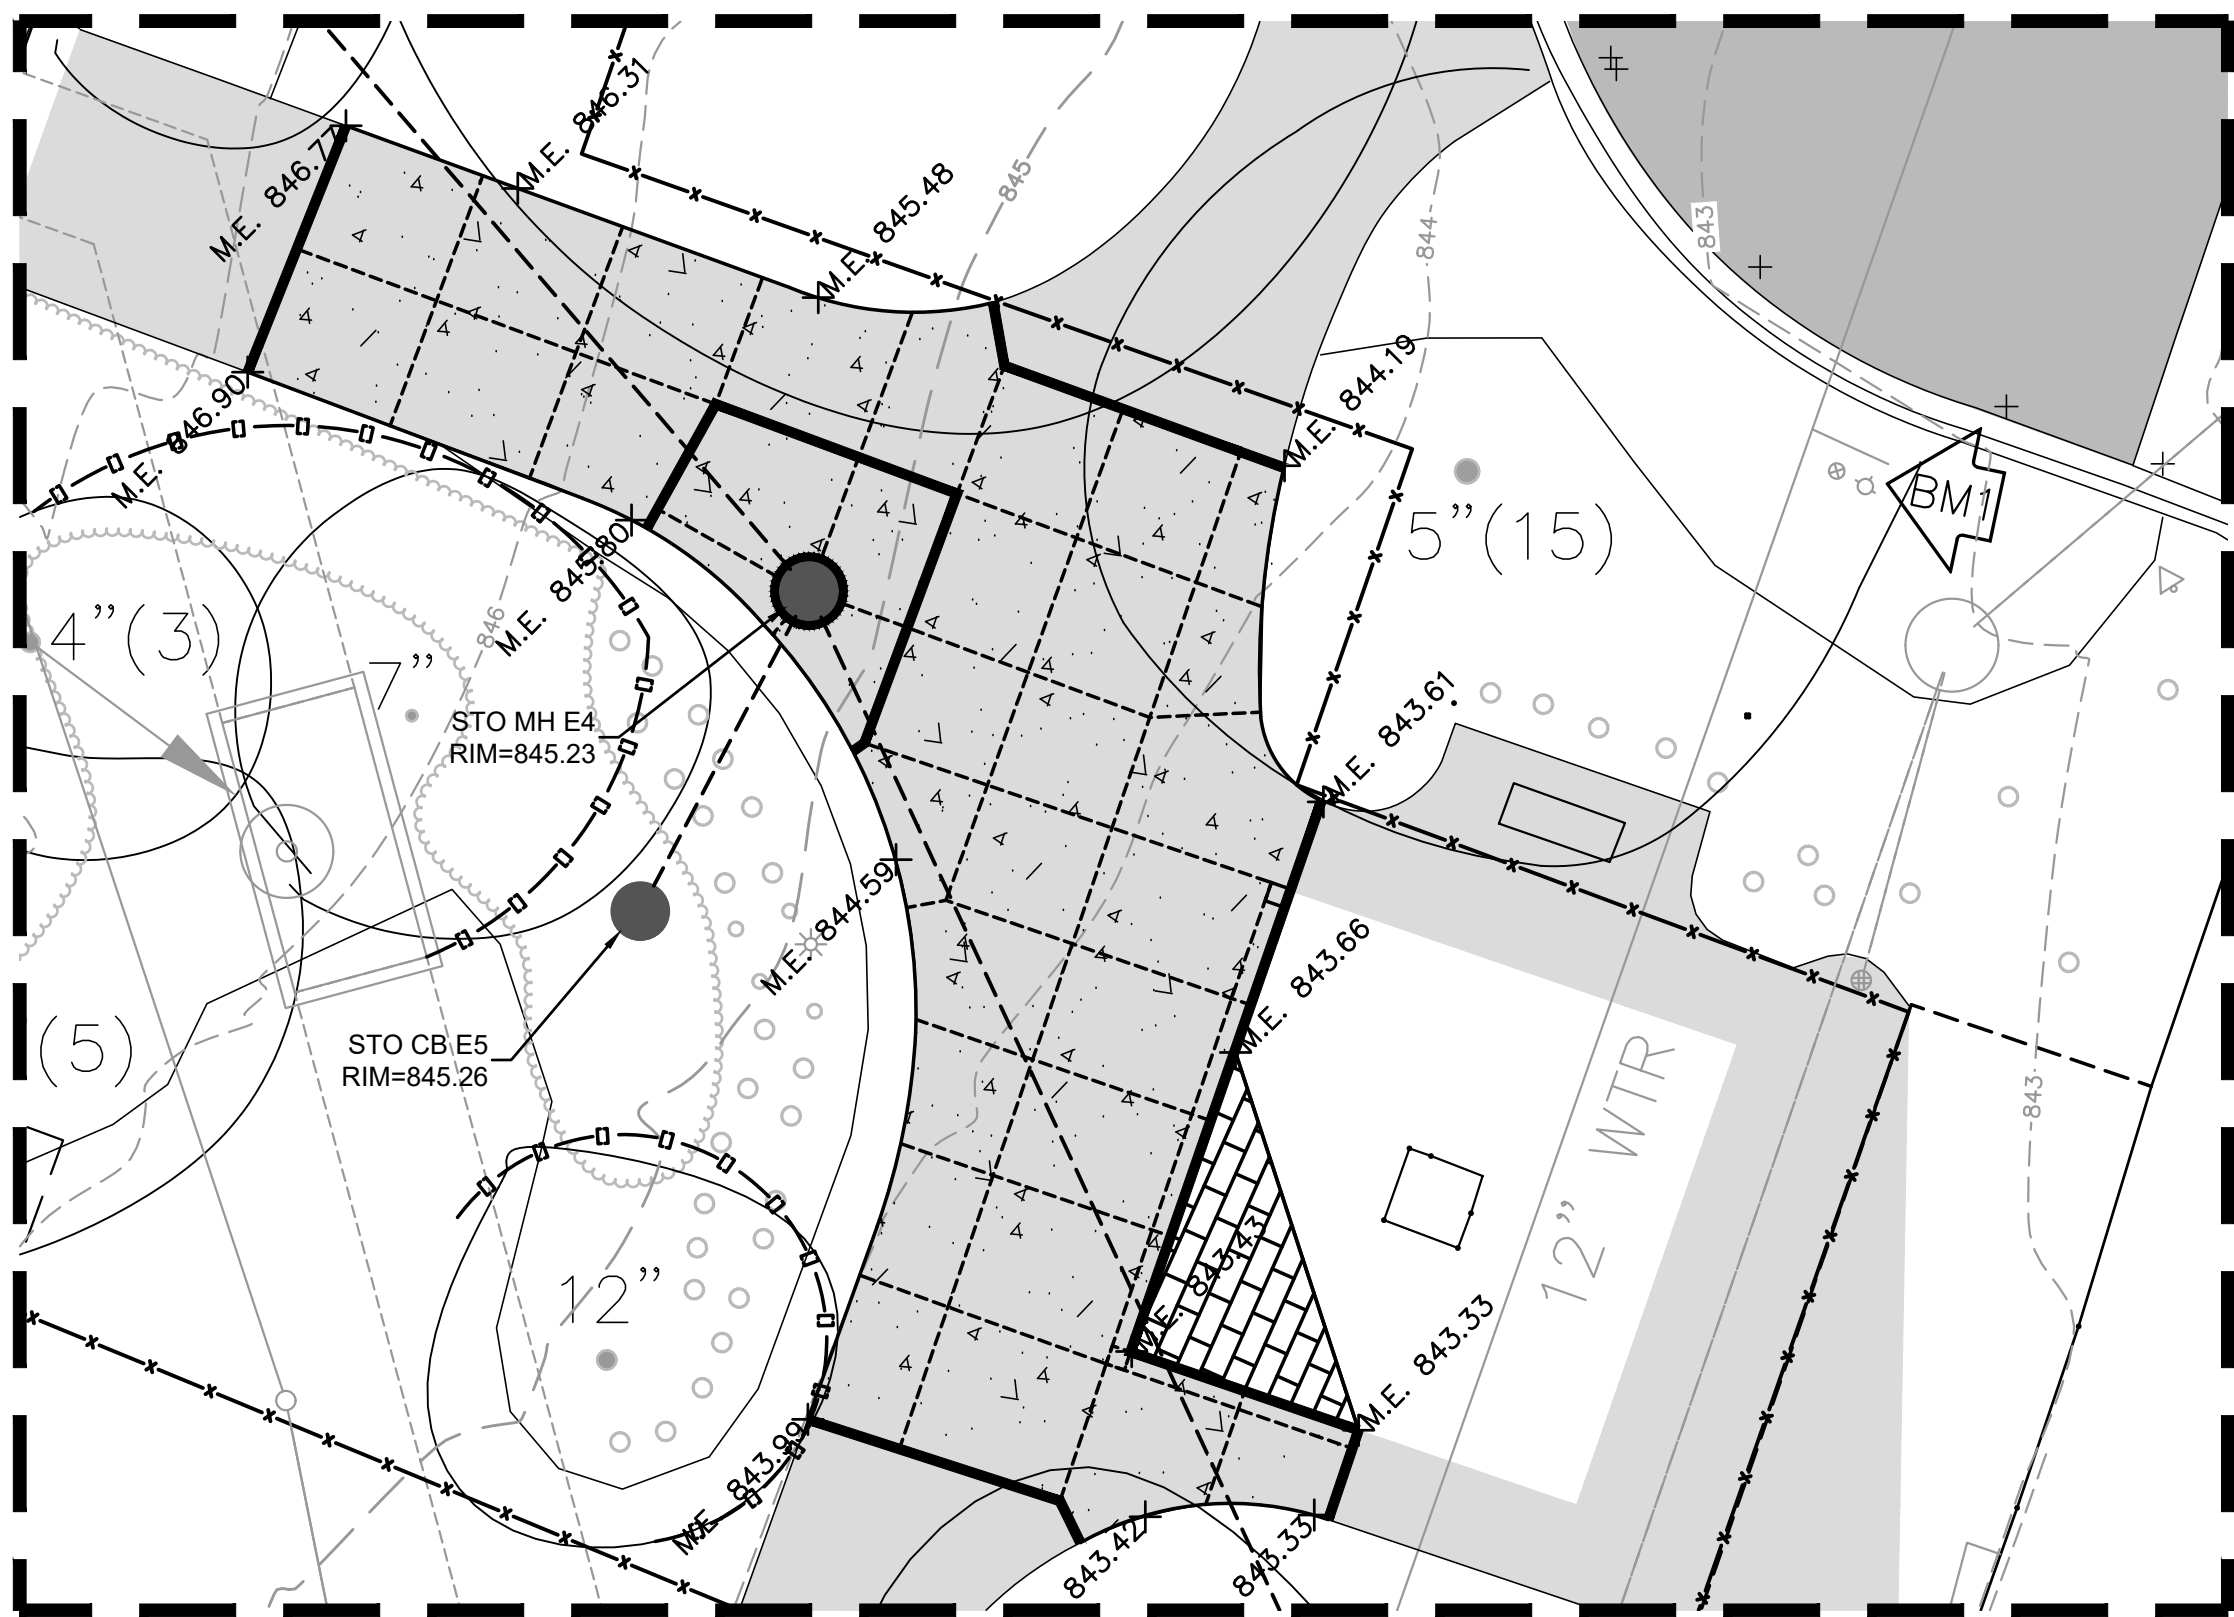 M.E. 846.31
M.E. 846.77
M.E. 845.48
845
844
843
M.E. 844.19
M.E. 846.90
BM1
5”(15)
M.E. 845.80
846
4”(3)
7”
M.E. 843.61
STO MH E4
RIM=845.23
M.E. 844.59
M.E. 843.66
STO CB E5
RIM=845.26
(5)
12” WTR
843
M.E. 843.43
12”
M.E. 843.33
M.E. 843.99
843.42
843.33